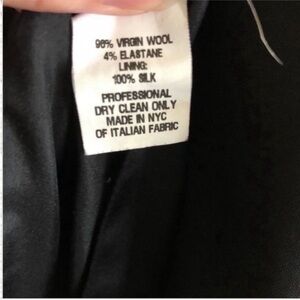 96% VIRGIN WOOL
4% ELASTANE
LINING:
100% SILK
PROFESSIONAL
DRY CLEAN ONLY
MADE IN NYC
OF ITALIAN FABRIC